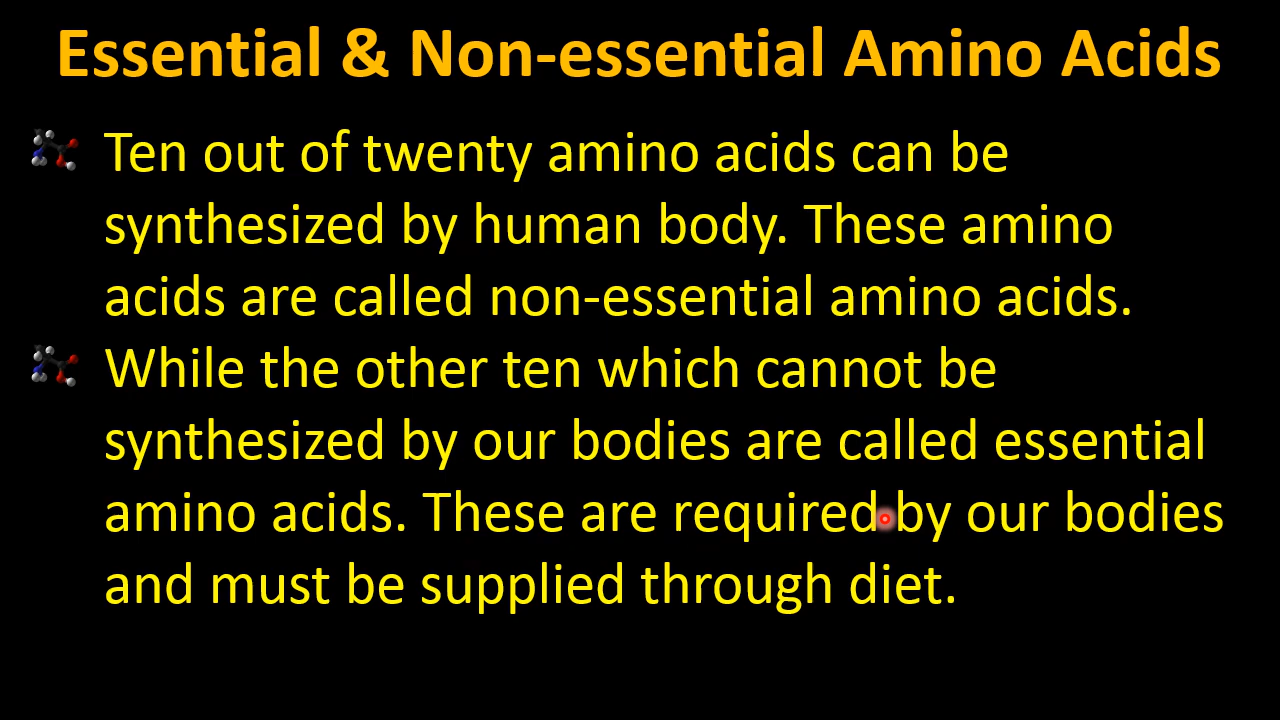 Essential & Non-essential Amino Acids
Ten out of twenty amino acids can be
synthesized by human body. These amino
acids are called non-essential amino acids.
While the other ten which cannot be
synthesized by our bodies are called essential
amino acids. These are required by our bodies
and must be supplied through diet.